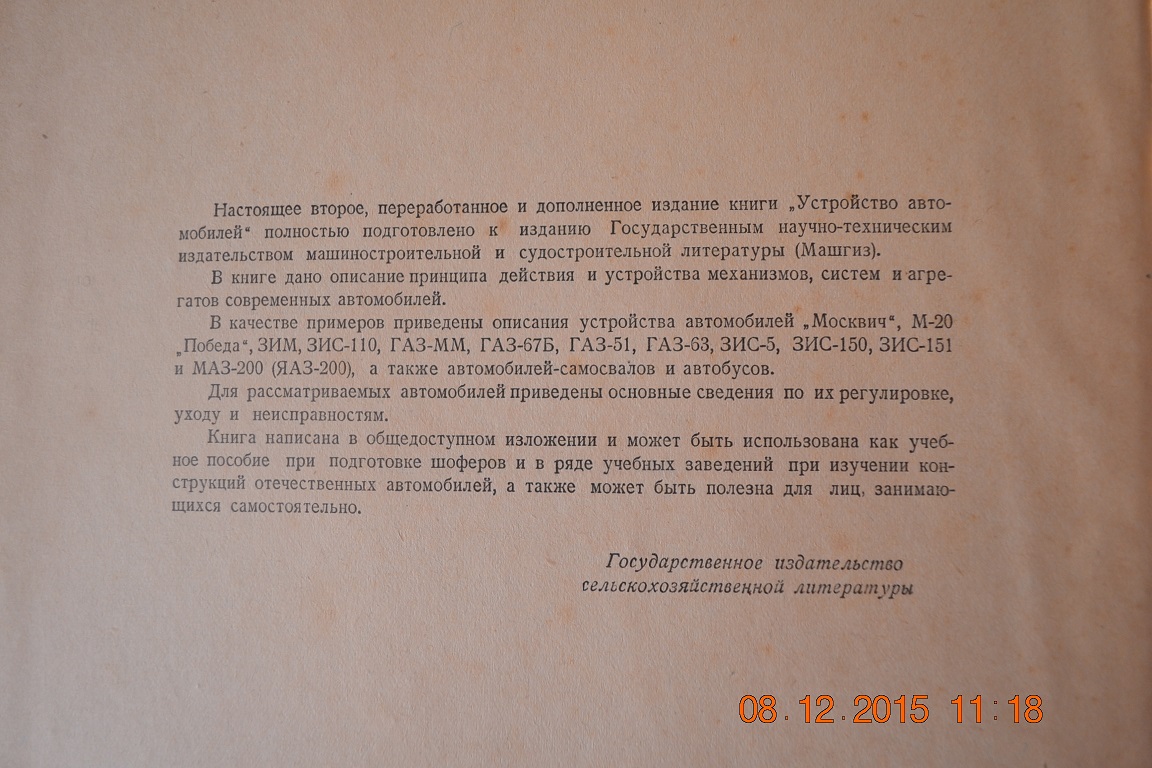 Настоящее второе, переработанное и дополненное издание книги „Устройство авто-
мобилей“ полностью подготовлено к изданию Государственным научно-техническим
издательством машиностроительной и судостроительной литературы (Машгиз).
В книге дано описание принципа действия и устройства механизмов, систем и агре-
гатов современных автомобилей.
В качестве примеров приведены описания устройства автомобилей „Москвич“, М-20
„Победа“, ЗИМ, ЗИС-110, ГАЗ-ММ, ГАЗ-67Б, ГАЗ-51, ГАЗ-63, ЗИС-5, ЗИС-150, ЗИС-151
и МАЗ-200 (ЯАЗ-200), а также автомобилей-самосвалов и автобусов.
Для рассматриваемых автомобилей приведены основные сведения по их регулировке,
уходу и неисправностям.
Книга написана в общедоступном изложении и может быть использована как учеб-
ное пособие при подготовке шоферов и в ряде учебных заведений при изучении кон-
струкций отечественных автомобилей, а также может быть полезна для лиц, занимаю-
щихся самостоятельно.
Государственное издательство
сельскохозяйственной литературы
08.12.2015 11:18